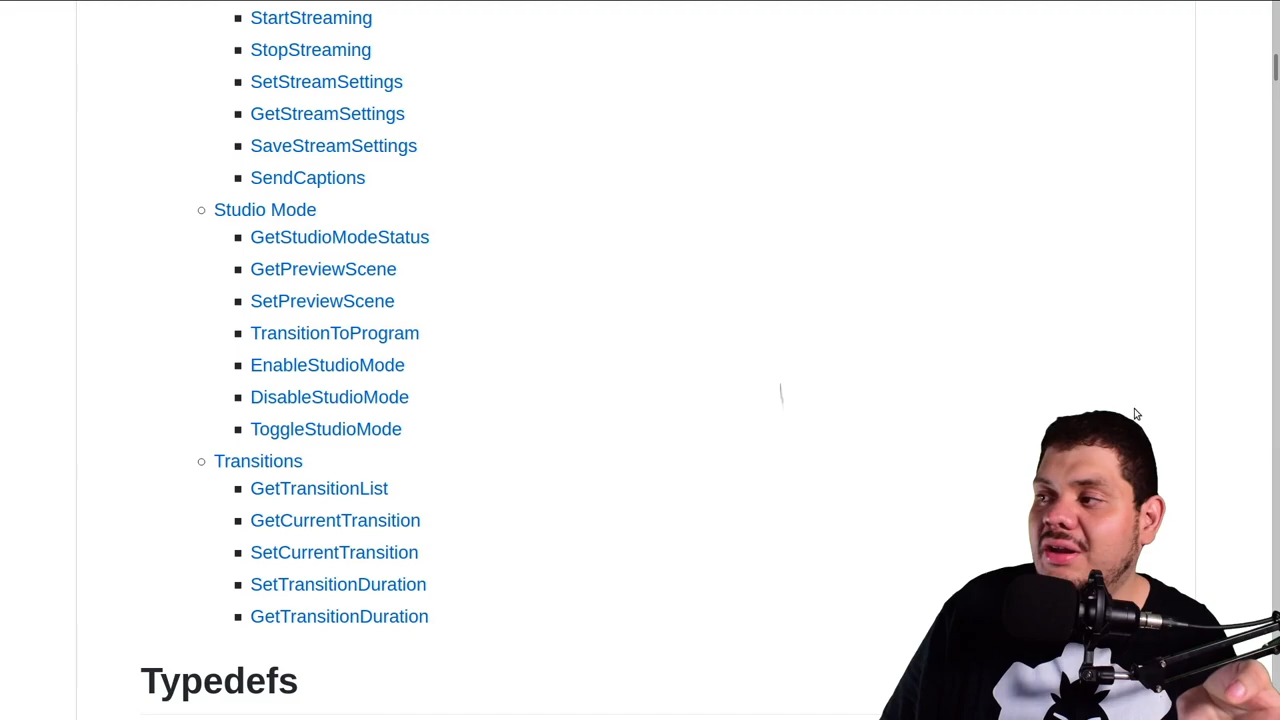 StartStreaming
StopStreaming
SetStreamSettings
GetStreamSettings
SaveStreamSettings
SendCaptions
Studio Mode
GetStudioModeStatus
GetPreviewScene
SetPreviewScene
TransitionToProgram
EnableStudioMode
DisableStudioMode
ToggleStudioMode
Transitions
GetTransitionList
GetCurrentTransition
SetCurrentTransition
SetTransitionDuration
GetTransitionDuration
Typedefs